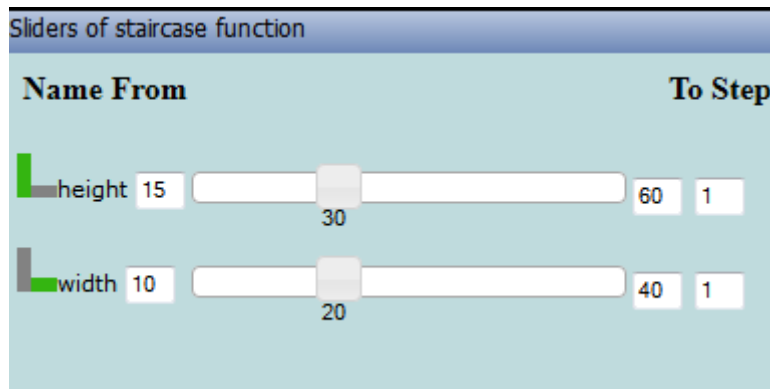 Sliders of staircase function
Name From To Step
height 15 60 1
30
width 10 40 1
20